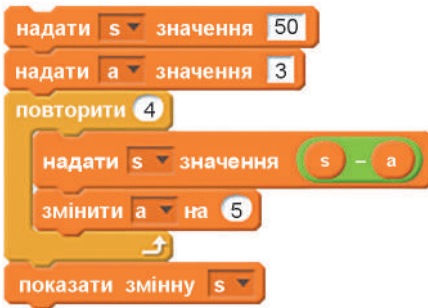 надати s значення 50
надати a значення 3
повторити 4
надати s значення s – a
змінити a на 5
показати змінну s